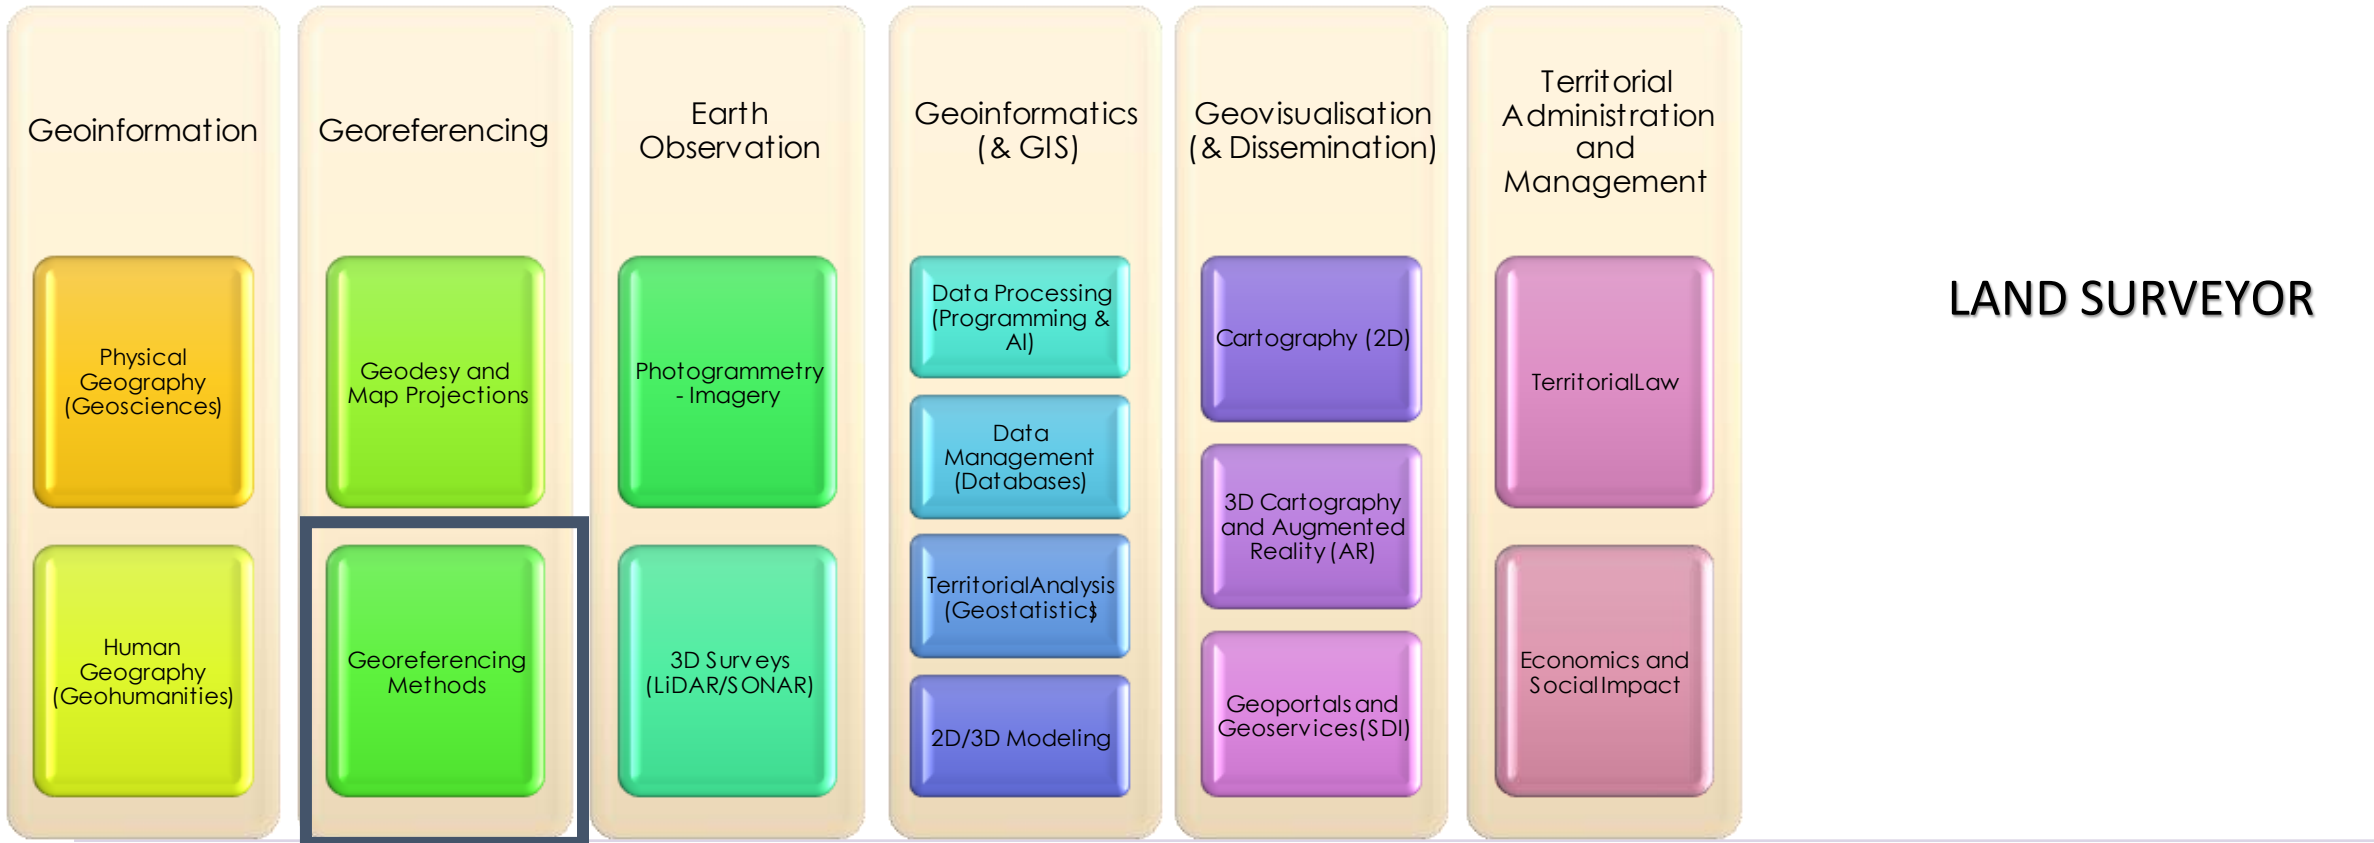 Geoinformation
Physical
Geography
(Geosciences)
Human
Geography
(Geohumanities)
Georeferencing
Geodesy and
Map Projections
Georeferencing
Methods
Earth
Observation
Photogrammetry
- Imagery
3D Surveys
(LiDAR/SONAR)
Geoinformatics
(& GIS)
Data Processing
(Programming &
AI)
Data
Management
(Databases)
TerritorialAnalysis
(Geostatistics)
2D/3D Modeling
Geovisualisation
(& Dissemination)
Cartography (2D)
3D Cartography
and Augmented
Reality (AR)
Geoportals and
Geoservices(SDI)
Territorial
Administration
and
Management
TerritorialLaw
Economics and
Social Impact
LAND SURVEYOR